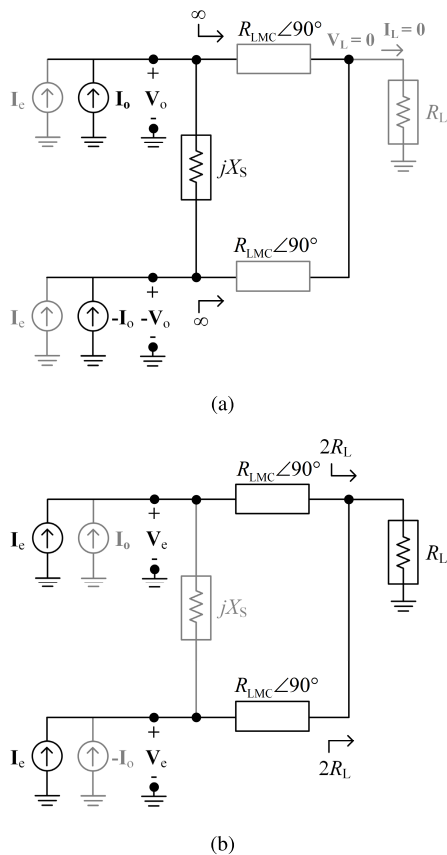 ∞
R_LMC∠90°
V_L=0
I_L=0
I_e
I_o
+
V_o
-
R_L
jX_S
R_LMC∠90°
I_e
-I_o
+
-V_o
-
∞
(a)
2R_L
R_LMC∠90°
I_e
I_o
+
V_e
-
R_L
jX_S
R_LMC∠90°
I_e
-I_o
+
V_e
-
2R_L
(b)